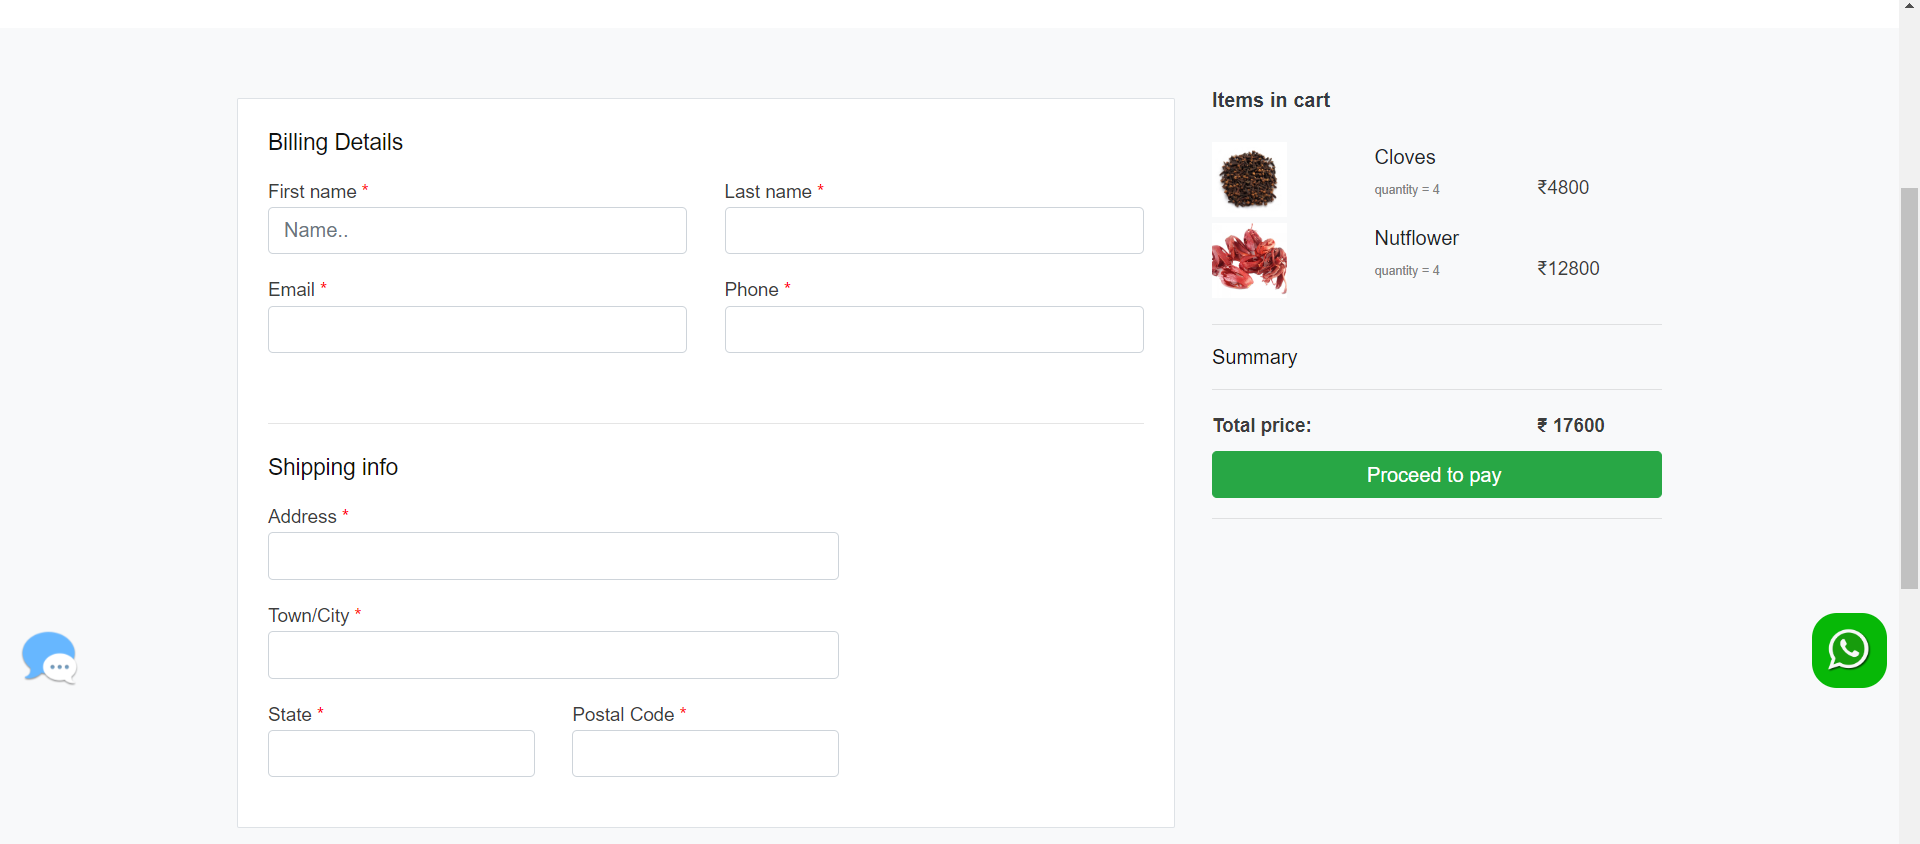 Billing Details
First name *
Last name *
Name..
Email *
Phone *
Shipping info
Address *
Town/City *
State *
Postal Code *
Items in cart
Cloves
quantity = 4
₹4800
Nutflower
quantity = 4
₹12800
Summary
Total price:
₹ 17600
Proceed to pay